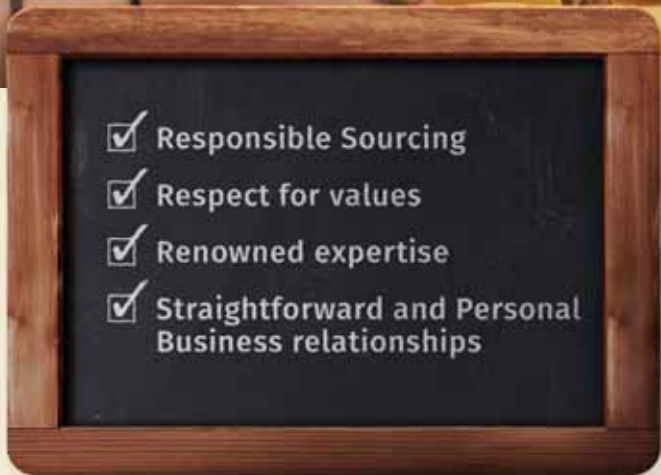 Responsible Sourcing
Respect for values
Renowned expertise
Straightforward and Personal
Business relationships